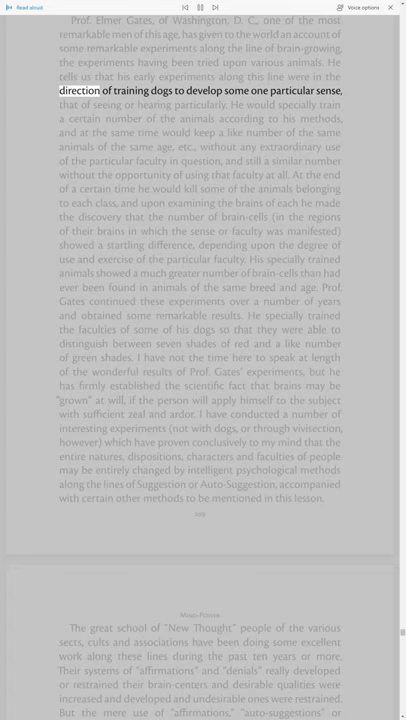 Read aloud
Voice options
Prof. Elmer Gates, of Washington, D. C., one of the most
remarkable men of this age, has given to the world an account of
some remarkable experiments along the line of brain-growing,
the experiments having been tried upon various animals. He
tells us that his early experiments along this line were in the
direction of training dogs to develop some one particular sense,
that of seeing or hearing particularly. He would specially train
a certain number of the animals according to his methods,
and at the same time would keep a like number of the same
animals of the same age, etc., without any extraordinary use
of the particular faculty in question, and still a similar number
without the opportunity of using that faculty at all. At the end
of a certain time he would kill some of the animals belonging
to each class, and upon examining the brains of each he made
the discovery that the number of brain-cells (in the regions
of their brains in which the sense or faculty was manifested)
showed a startling difference, depending upon the degree of
use and exercise of the particular faculty. His specially trained
animals showed a much greater number of brain-cells than had
ever been found in animals of the same breed and age. Prof.
Gates continued these experiments over a number of years
and obtained some remarkable results. He specially trained
the faculties of some of his dogs so that they were able to
distinguish between seven shades of red and a like number
of green shades. I have not the time here to speak at length
of the wonderful results of Prof. Gates' experiments, but he
has firmly established the scientific fact that brains may be
"grown" at will, if the person will apply himself to the subject
with sufficient zeal and ardor. I have conducted a number of
interesting experiments (not with dogs, or through vivisection,
however) which have proven conclusively to my mind that the
entire natures, dispositions, characters and faculties of people
may be entirely changed by intelligent psychological methods
along the lines of Suggestion or Auto-Suggestion, accompanied
with certain other methods to be mentioned in this lesson.
Mind-Power
The great school of "New Thought" people of the various
sects, cults and associations have been doing some excellent
work along these lines during the past ten years or more.
Their systems of "affirmations" and "denials" really developed
or restrained their brain-centers and desirable qualities were
increased and developed and undesirable ones were restrained.
But the mere use of "affirmations," "auto-suggestions" or